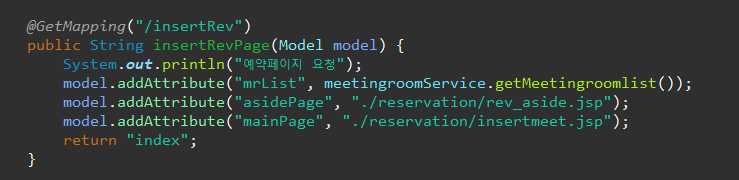 @GetMapping("/insertRev")
public String insertRevPage(Model model) {
System.out.println("예약페이지 요청");
model.addAttribute("mrList", meetingroomService.getMeetingroomlist());
model.addAttribute("asidePage", "./reservation/rev_aside.jsp");
model.addAttribute("mainPage", "./reservation/insertmeet.jsp");
return "index";
}